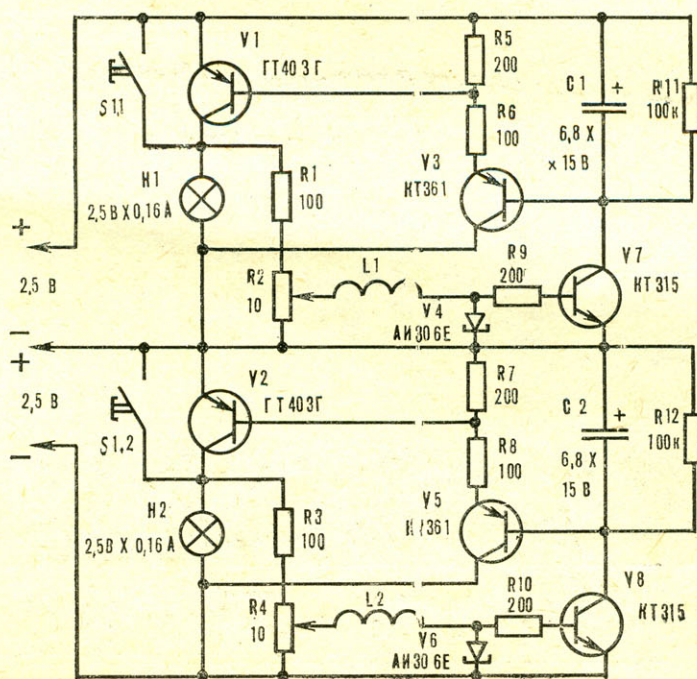 V1
ГТ403Г
S1,1
R5
200
R6
100
C1
+
6,8 X
× 15 В
R11
100к
H1
2,5 В X 0,16 А
R1
100
V3
КТ361
+
2,5 В
−
R2
10
L1
R9
200
V7
КТ315
V4
АИ306Е
+
2,5 В
−
V2
ГТ403Г
S1,2
R7
200
R8
100
C2
+
6,8 X
15 В
R12
100к
H2
2,5В X 0,16А
R3
100
V5
КТ361
R4
10
L2
R10
200
V8
КТ315
V6
АИ306Е